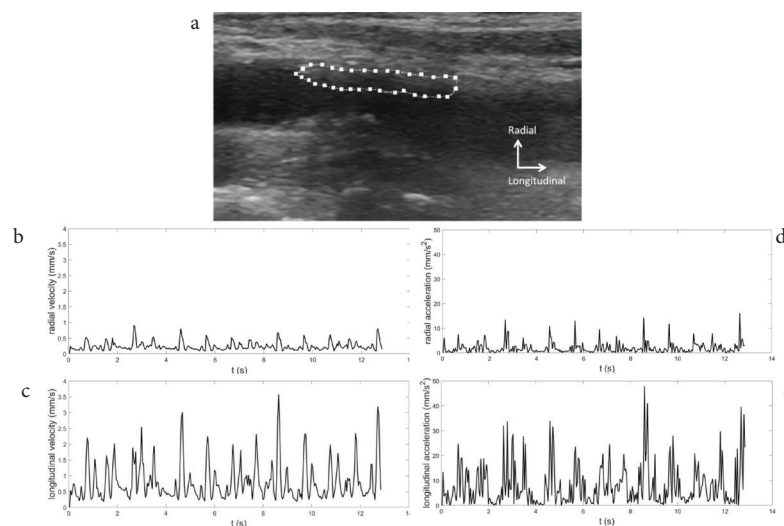 a
Radial
Longitudinal
b
radial velocity (mm/s)
4
3.5
3
2.5
2
1.5
1
0.5
0
0 2 4 6 8 10 12 14
t (s)
d
radial acceleration (mm/s²)
50
40
30
20
10
0
0 2 4 6 8 10 12 14
t (s)
c
longitudinal velocity (mm/s)
4
3.5
3
2.5
2
1.5
1
0.5
0
0 2 4 6 8 10 12
t (s)
longitudinal acceleration (mm/s²)
50
40
30
20
10
0
0 2 4 6 8 10 12 14
t (s)